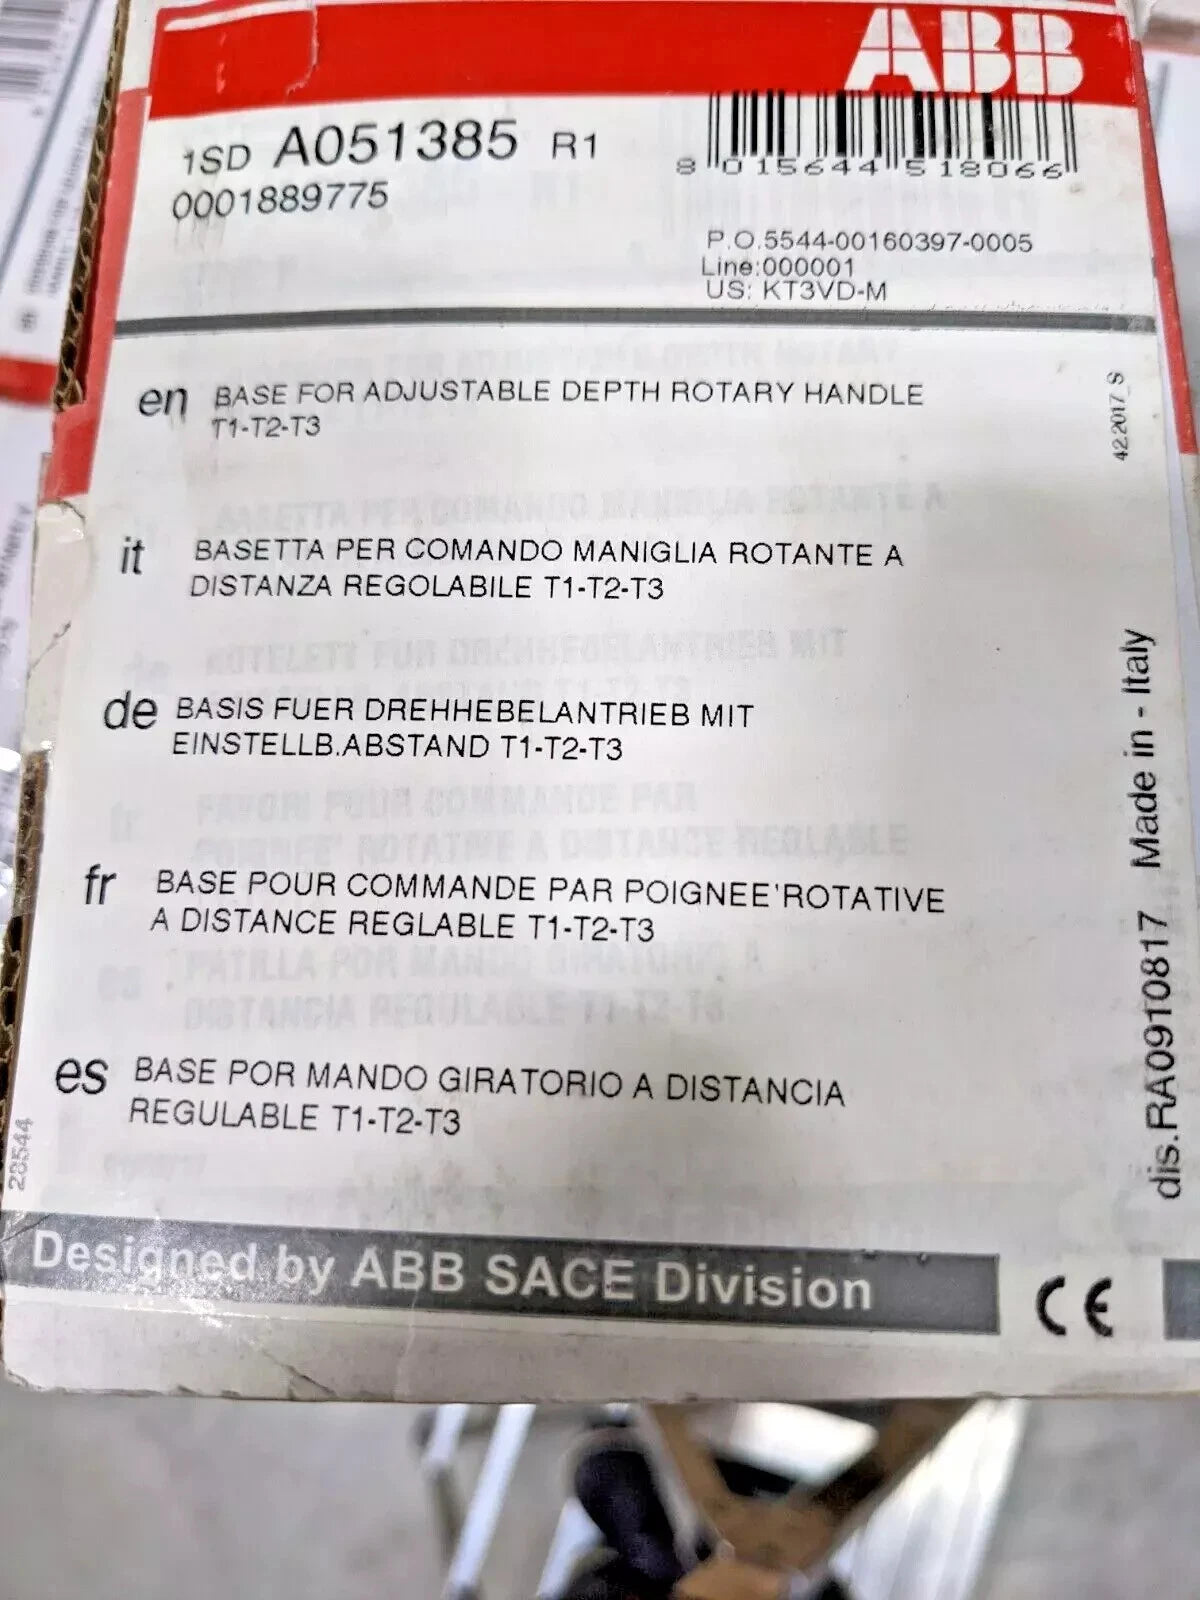 ABB
1SD A051385 R1
0001889775
8 015644 518066
P.O.5544-00160397-0005
Line:000001
US: KT3VD-M
en BASE FOR ADJUSTABLE DEPTH ROTARY HANDLE
T1-T2-T3
42.2017_S
it BASETTA PER COMANDO MANIGLIA ROTANTE A
DISTANZA REGOLABILE T1-T2-T3
de BASIS FUER DREHHEBELANTRIEB MIT
EINSTELLB.ABSTAND T1-T2-T3
fr BASE POUR COMMANDE PAR POIGNEE'ROTATIVE
A DISTANCE REGLABLE T1-T2-T3
es BASE POR MANDO GIRATORIO A DISTANCIA
REGULABLE T1-T2-T3
dis.RA0910817 Made in - Italy
28544
Designed by ABB SACE Division
CE